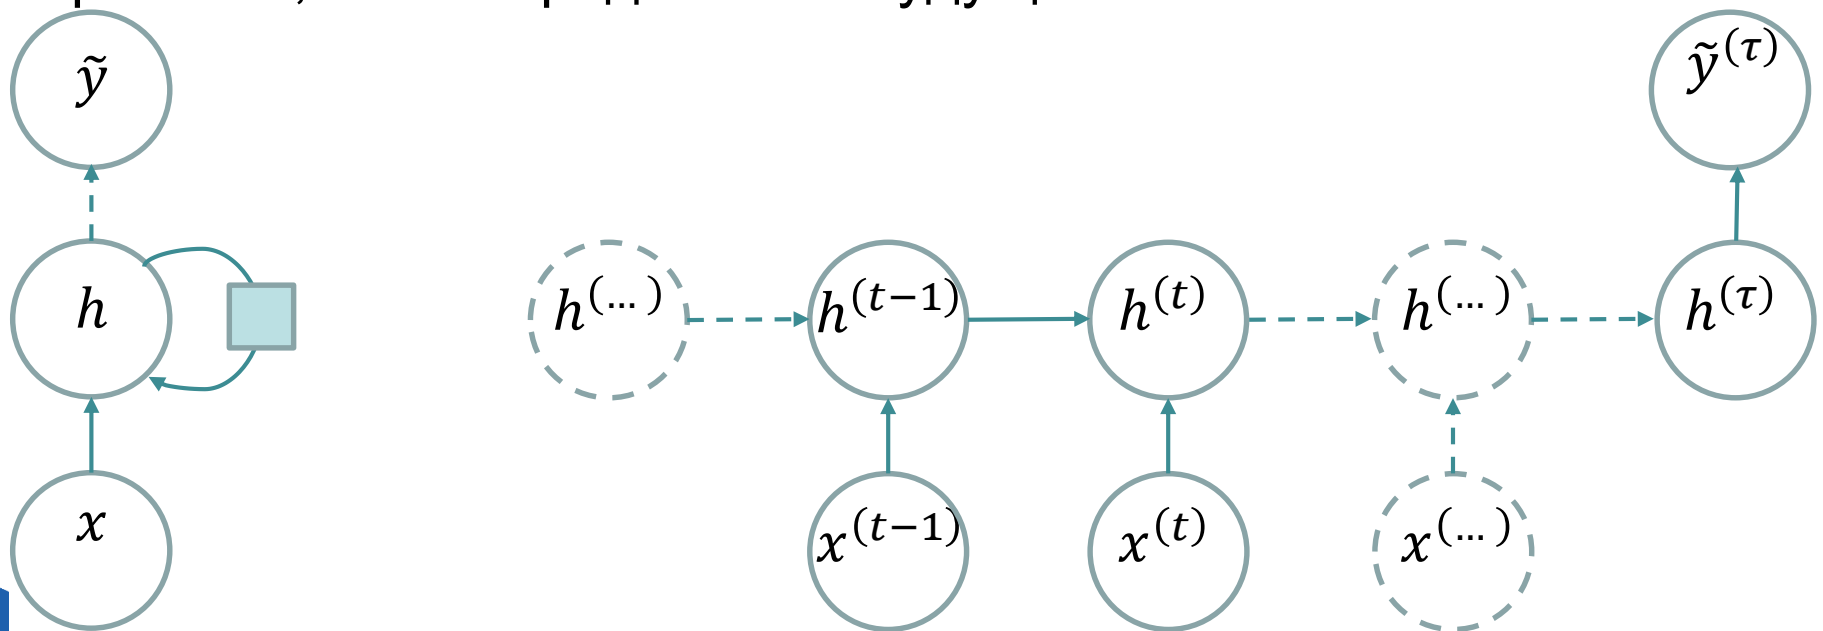 ỹ ỹ^(τ)
h h^(...) h^(t−1) h^(t) h^(...) h^(τ)
x x^(t−1) x^(t) x^(...)